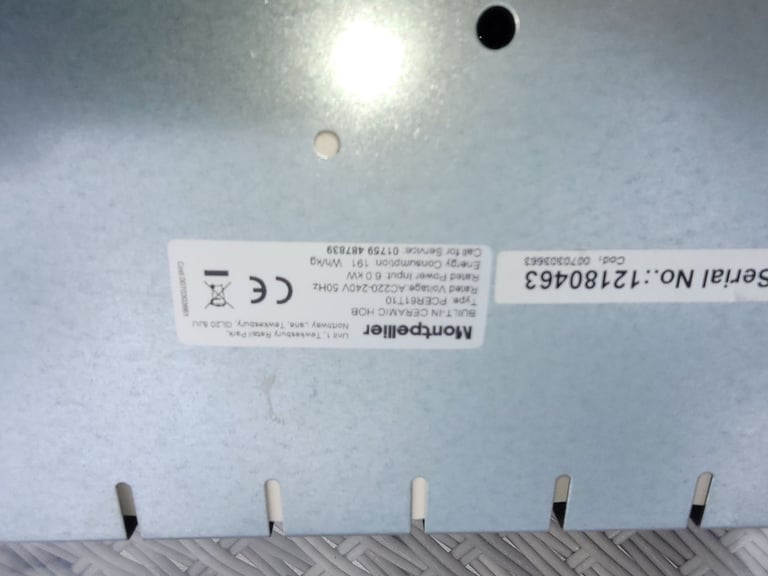 Montpellier
Unit 1, Tewkesbury Retail Park,
Northway Lane, Tewkesbury, GL20 8JU
BUILT-IN CERAMIC HOB
Type: PCER61T10
Rated Voltage:AC220-240V 50Hz
Rated Power Input: 6.0 kW
Energy Consumption: 191 Wh/kg
Call for Service: 01759 487839
CE
Serial No.:12180463
Cod. 0070303663